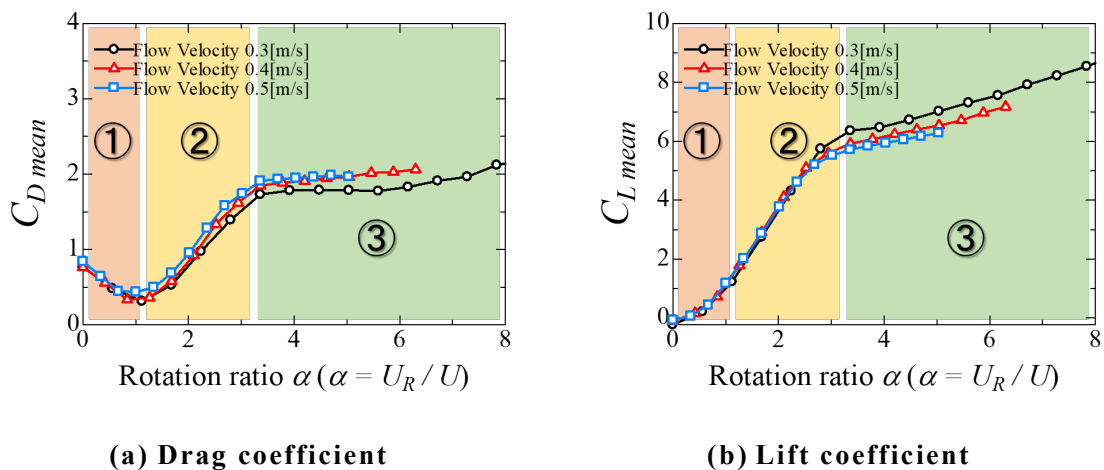 4
Flow Velocity 0.3[m/s]
Flow Velocity 0.4[m/s]
Flow Velocity 0.5[m/s]
3
① ②
2
③
1
0
0 2 4 6 8
C_D mean
Rotation ratio α (α = U_R / U)
(a) Drag coefficient
10
Flow Velocity 0.3[m/s]
Flow Velocity 0.4[m/s]
Flow Velocity 0.5[m/s]
8
6
① ②
4
③
2
0
0 2 4 6 8
C_L mean
Rotation ratio α (α = U_R / U)
(b) Lift coefficient